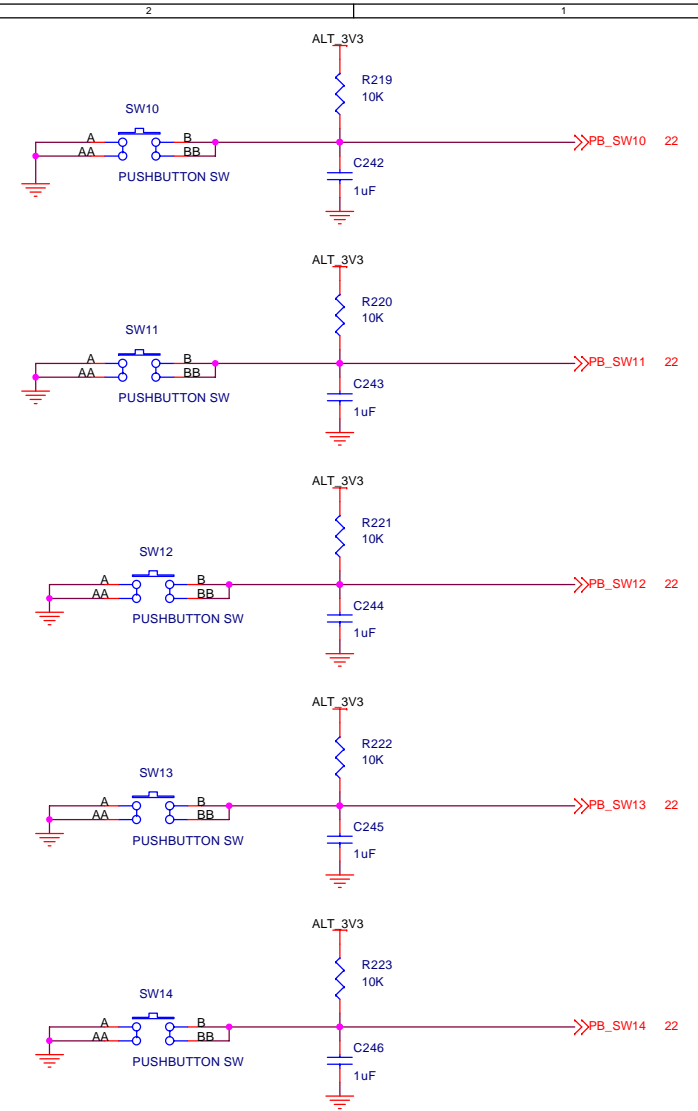 2 1
ALT_3V3
R219
10K
SW10
A B
AA BB
PUSHBUTTON SW
PB_SW10 22
C242
1uF
ALT_3V3
R220
10K
SW11
A B
AA BB
PUSHBUTTON SW
PB_SW11 22
C243
1uF
ALT_3V3
R221
10K
SW12
A B
AA BB
PUSHBUTTON SW
PB_SW12 22
C244
1uF
ALT_3V3
R222
10K
SW13
A B
AA BB
PUSHBUTTON SW
PB_SW13 22
C245
1uF
ALT_3V3
R223
10K
SW14
A B
AA BB
PUSHBUTTON SW
PB_SW14 22
C246
1uF